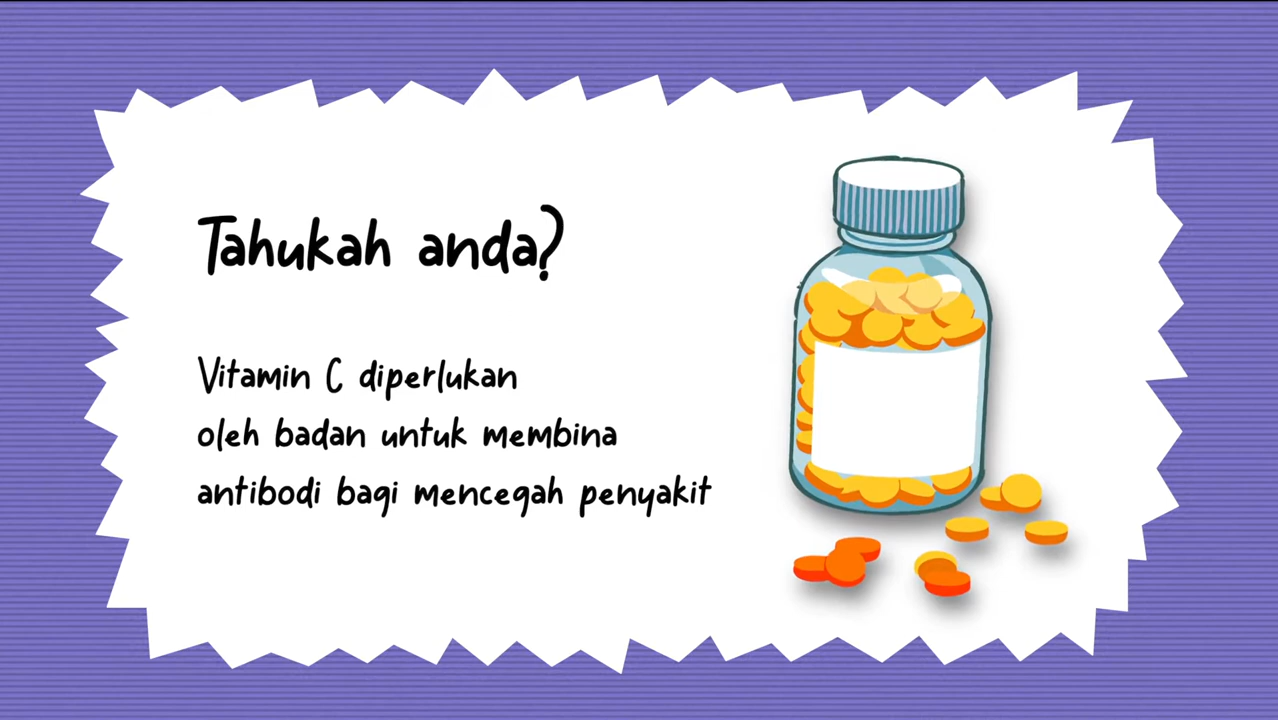 Tahukah anda?
Vitamin C diperlukan
oleh badan untuk membina
antibodi bagi mencegah penyakit